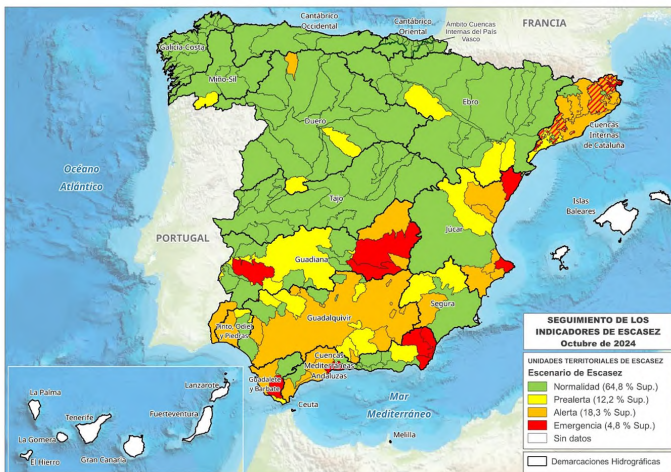 Cantábrico
Occidental
Cantábrico
Oriental
Ámbito Cuencas
Internas del País
Vasco
FRANCIA
Galicia-Costa
Miño-Sil
Ebro
Duero
Cuencas
Internas
de Cataluña
Océano
Atlántico
Tajo
Islas
Baleares
PORTUGAL
Júcar
Guadiana
Segura
Guadalquivir
Tinto, Odiel
y Piedras
Cuencas
Mediterráneas
Andaluzas
Guadalete
y Barbate
Ceuta
Mar
Mediterráneo
Melilla
La Palma
Lanzarote
Tenerife
Fuerteventura
La Gomera
El Hierro
Gran Canaria
SEGUIMIENTO DE LOS
INDICADORES DE ESCASEZ
Octubre de 2024
UNIDADES TERRITORIALES DE ESCASEZ
Escenario de Escasez
Normalidad (64,8 % Sup.)
Prealerta (12,2 % Sup.)
Alerta (18,3 % Sup.)
Emergencia (4,8 % Sup.)
Sin datos
Demarcaciones Hidrográficas